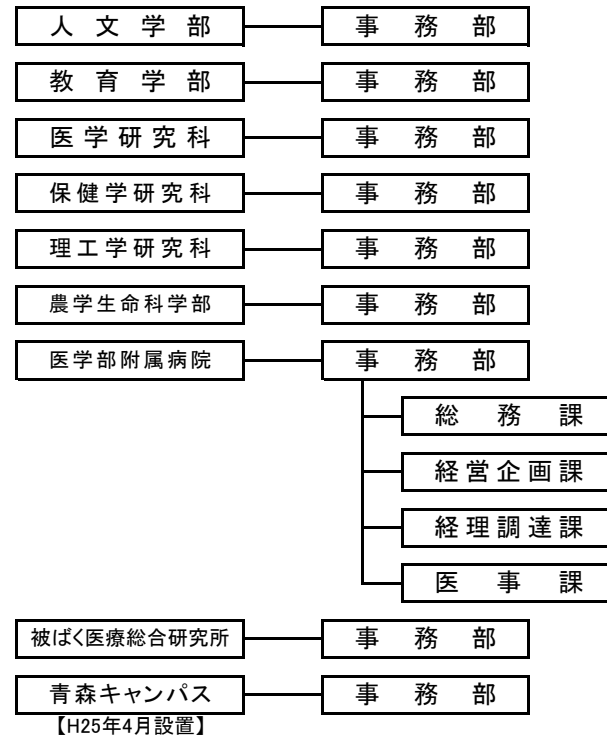 人文学部 事務部
教育学部 事務部
医学研究科 事務部
保健学研究科 事務部
理工学研究科 事務部
農学生命科学部 事務部
医学部附属病院 事務部
総務課
経営企画課
経理調達課
医事課
被ばく医療総合研究所 事務部
青森キャンパス 事務部
【H25年4月設置】